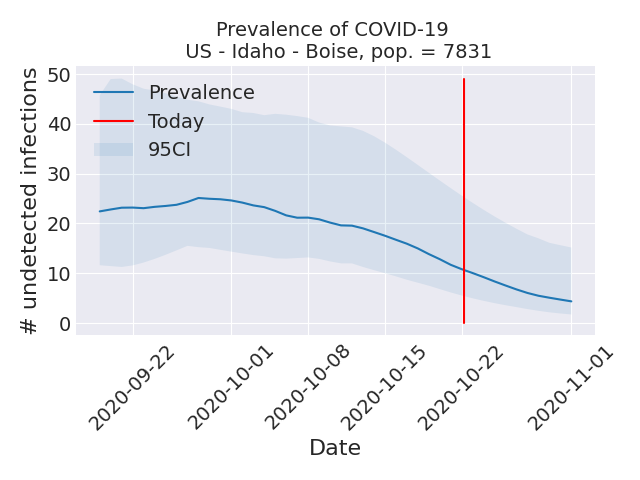 Prevalence of COVID-19
US - Idaho - Boise, pop. = 7831
# undetected infections
50
40
30
20
10
0
Prevalence
Today
95CI
2020-09-22
2020-10-01
2020-10-08
2020-10-15
2020-10-22
2020-11-01
Date